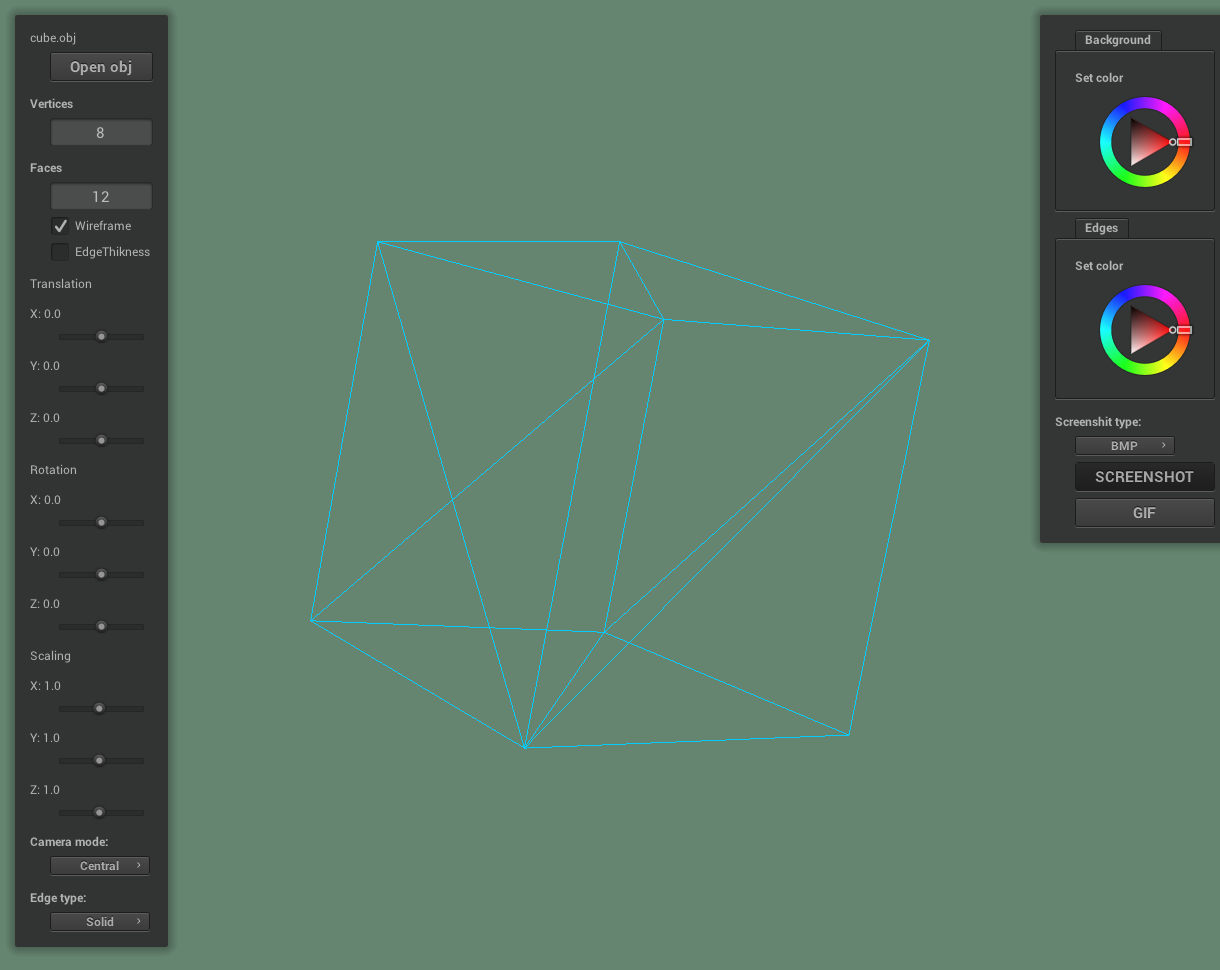 cube.obj
Open obj
Vertices
8
Faces
12
Wireframe
EdgeThikness
Translation
X: 0.0
Y: 0.0
Z: 0.0
Rotation
X: 0.0
Y: 0.0
Z: 0.0
Scaling
X: 1.0
Y: 1.0
Z: 1.0
Camera mode:
Central
Edge type:
Solid
Background
Set color
Edges
Set color
Screenshit type:
BMP
SCREENSHOT
GIF